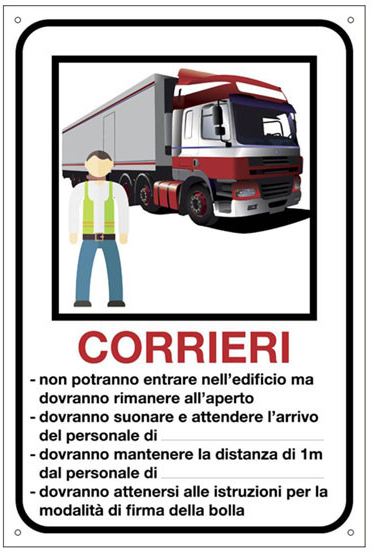 CORRIERI
- non potranno entrare nell'edificio ma
dovranno rimanere all'aperto
- dovranno suonare e attendere l'arrivo
del personale di
- dovranno mantenere la distanza di 1m
dal personale di
- dovranno attenersi alle istruzioni per la
modalità di firma della bolla